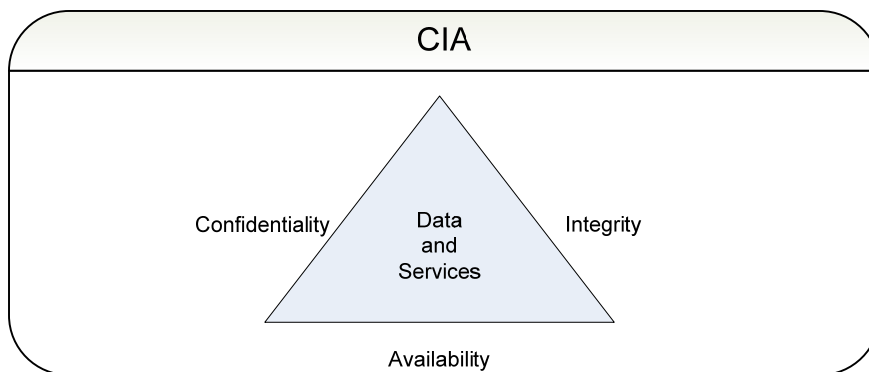 CIA
Confidentiality
Data
and
Services
Integrity
Availability